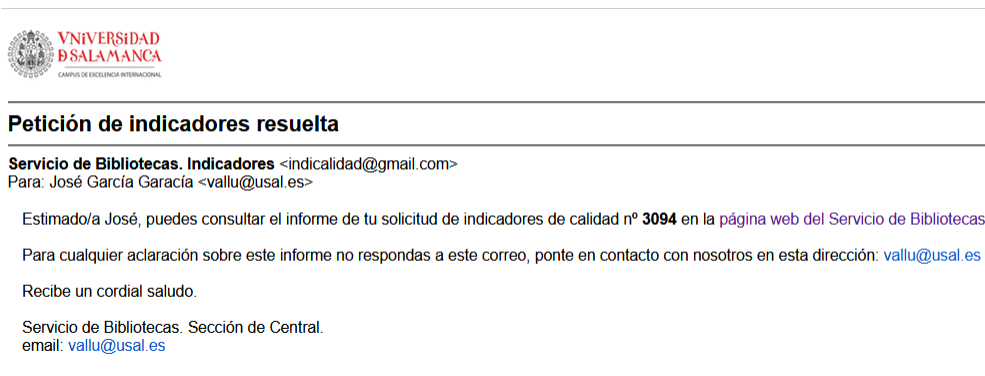 VNiVERSiDAD
D SALAMANCA
CAMPUS DE EXCELENCIA INTERNACIONAL
Petición de indicadores resuelta
Servicio de Bibliotecas. Indicadores <indicalidad@gmail.com>
Para: José García Garacía <vallu@usal.es>
Estimado/a José, puedes consultar el informe de tu solicitud de indicadores de calidad nº 3094 en la página web del Servicio de Bibliotecas
Para cualquier aclaración sobre este informe no respondas a este correo, ponte en contacto con nosotros en esta dirección: vallu@usal.es
Recibe un cordial saludo.
Servicio de Bibliotecas. Sección de Central.
email: vallu@usal.es